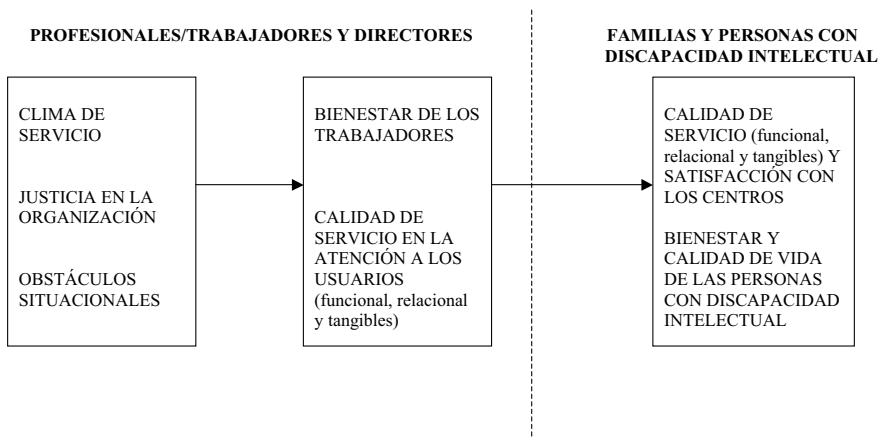 PROFESIONALES/TRABAJADORES Y DIRECTORES
FAMILIAS Y PERSONAS CON
DISCAPACIDAD INTELECTUAL
CLIMA DE
SERVICIO
JUSTICIA EN LA
ORGANIZACIÓN
OBSTÁCULOS
SITUACIONALES
BIENESTAR DE LOS
TRABAJADORES
CALIDAD DE
SERVICIO EN LA
ATENCIÓN A LOS
USUARIOS
(funcional, relacional
y tangibles)
CALIDAD DE
SERVICIO (funcional,
relacional y tangibles) Y
SATISFACCIÓN CON
LOS CENTROS
BIENESTAR Y
CALIDAD DE VIDA
DE LAS PERSONAS
CON DISCAPACIDAD
INTELECTUAL